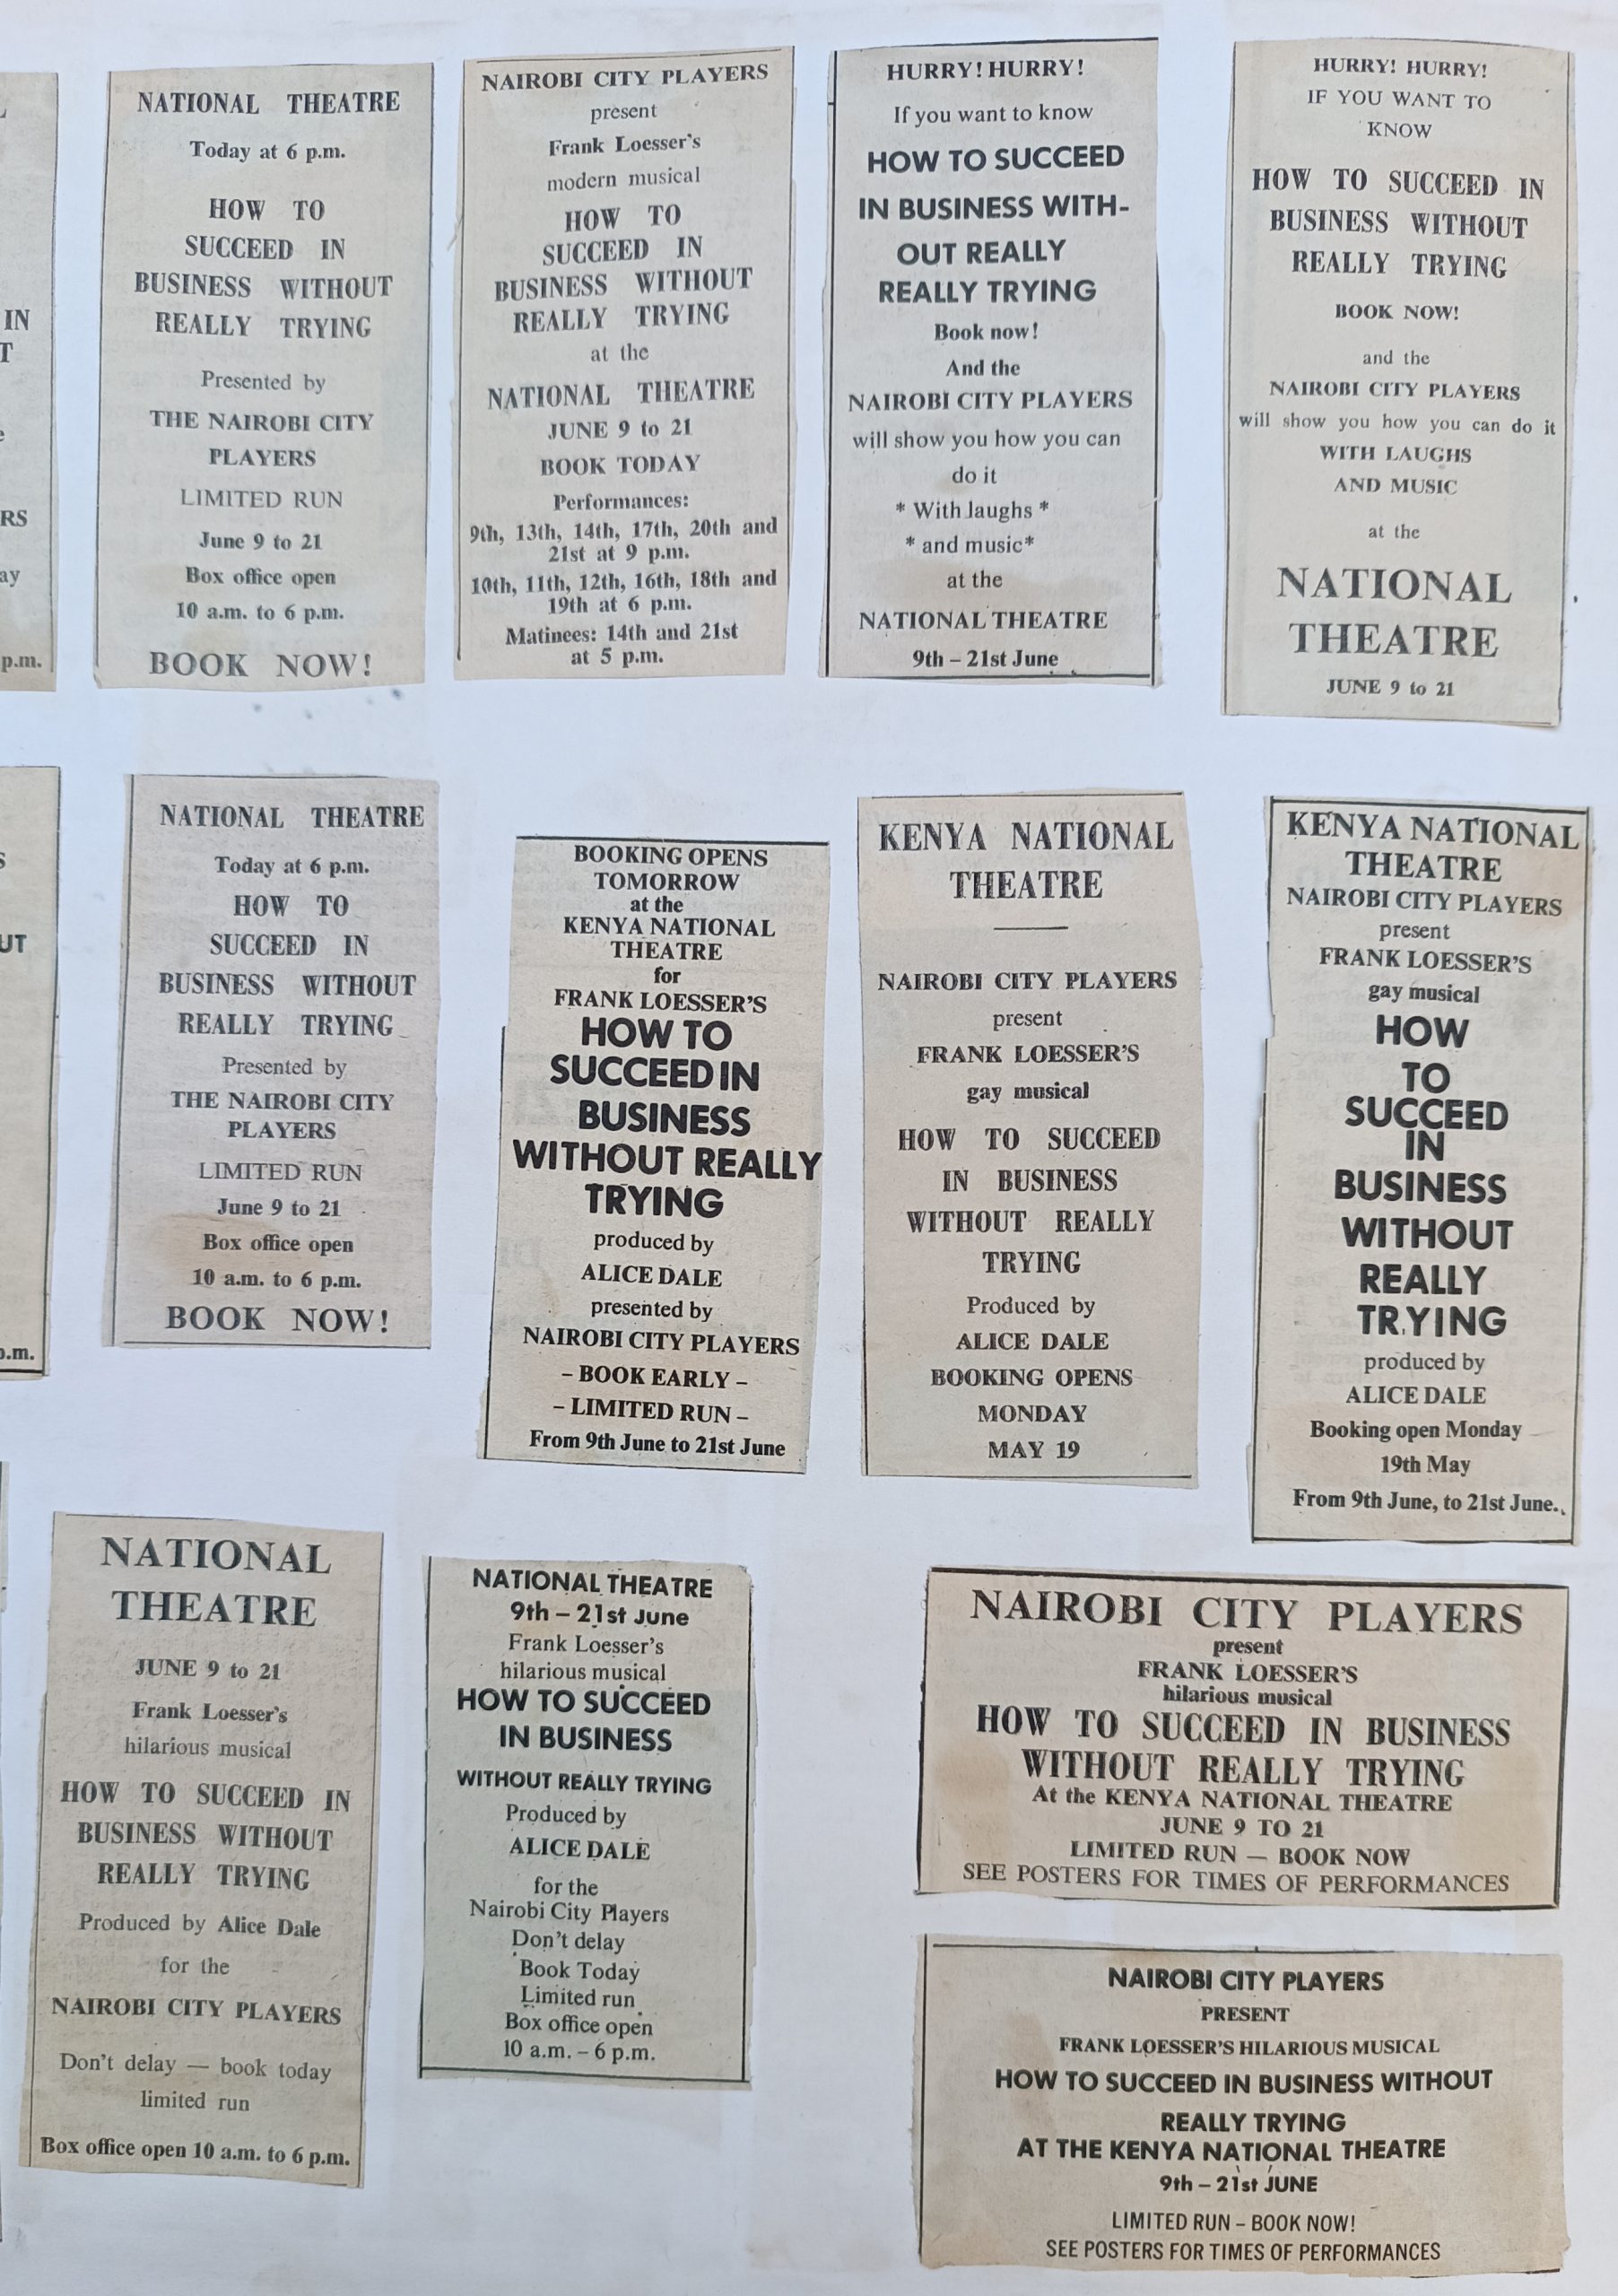 NATIONAL THEATRE
Today at 6 p.m.
HOW TO
SUCCEED IN
BUSINESS WITHOUT
REALLY TRYING
Presented by
THE NAIROBI CITY
PLAYERS
LIMITED RUN
June 9 to 21
Box office open
10 a.m. to 6 p.m.
BOOK NOW!
NAIROBI CITY PLAYERS
present
Frank Loesser's
modern musical
HOW TO
SUCCEED IN
BUSINESS WITHOUT
REALLY TRYING
at the
NATIONAL THEATRE
JUNE 9 to 21
BOOK TODAY
Performances:
9th, 13th, 14th, 17th, 20th and
21st at 9 p.m.
10th, 11th, 12th, 16th, 18th and
19th at 6 p.m.
Matinees: 14th and 21st
at 5 p.m.
HURRY! HURRY!
If you want to know
HOW TO SUCCEED
IN BUSINESS WITH-
OUT REALLY
REALLY TRYING
Book now!
And the
NAIROBI CITY PLAYERS
will show you how you can
do it
* With laughs *
* and music*
at the
NATIONAL THEATRE
9th – 21st June
HURRY! HURRY!
IF YOU WANT TO
KNOW
HOW TO SUCCEED IN
BUSINESS WITHOUT
REALLY TRYING
BOOK NOW!
and the
NAIROBI CITY PLAYERS
will show you how you can do it
WITH LAUGHS
AND MUSIC
at the
NATIONAL
THEATRE
JUNE 9 to 21
IN
RS
p.m.
NATIONAL THEATRE
Today at 6 p.m.
HOW TO
SUCCEED IN
BUSINESS WITHOUT
REALLY TRYING
Presented by
THE NAIROBI CITY
PLAYERS
LIMITED RUN
June 9 to 21
Box office open
10 a.m. to 6 p.m.
BOOK NOW!
BOOKING OPENS
TOMORROW
at the
KENYA NATIONAL
THEATRE
for
FRANK LOESSER'S
HOW TO
SUCCEED IN
BUSINESS
WITHOUT REALLY
TRYING
produced by
ALICE DALE
presented by
NAIROBI CITY PLAYERS
– BOOK EARLY –
– LIMITED RUN –
From 9th June to 21st June
KENYA NATIONAL
THEATRE
NAIROBI CITY PLAYERS
present
FRANK LOESSER'S
gay musical
HOW TO SUCCEED
IN BUSINESS
WITHOUT REALLY
TRYING
Produced by
ALICE DALE
BOOKING OPENS
MONDAY
MAY 19
KENYA NATIONAL
THEATRE
NAIROBI CITY PLAYERS
present
FRANK LOESSER'S
gay musical
HOW
TO
SUCCEED
IN
BUSINESS
WITHOUT
REALLY
TRYING
produced by
ALICE DALE
Booking open Monday
19th May
From 9th June, to 21st June.
UT
p.m.
NATIONAL
THEATRE
JUNE 9 to 21
Frank Loesser's
hilarious musical
HOW TO SUCCEED IN
BUSINESS WITHOUT
REALLY TRYING
Produced by Alice Dale
for the
NAIROBI CITY PLAYERS
Don't delay — book today
limited run
Box office open 10 a.m. to 6 p.m.
NATIONAL THEATRE
9th – 21st June
Frank Loesser's
hilarious musical
HOW TO SUCCEED
IN BUSINESS
WITHOUT REALLY TRYING
Produced by
ALICE DALE
for the
Nairobi City Players
Don't delay
Book Today
Limited run
Box office open
10 a.m. – 6 p.m.
NAIROBI CITY PLAYERS
present
FRANK LOESSER'S
hilarious musical
HOW TO SUCCEED IN BUSINESS
WITHOUT REALLY TRYING
At the KENYA NATIONAL THEATRE
JUNE 9 TO 21
LIMITED RUN — BOOK NOW
SEE POSTERS FOR TIMES OF PERFORMANCES
NAIROBI CITY PLAYERS
PRESENT
FRANK LOESSER'S HILARIOUS MUSICAL
HOW TO SUCCEED IN BUSINESS WITHOUT
REALLY TRYING
AT THE KENYA NATIONAL THEATRE
9th – 21st JUNE
LIMITED RUN – BOOK NOW!
SEE POSTERS FOR TIMES OF PERFORMANCES